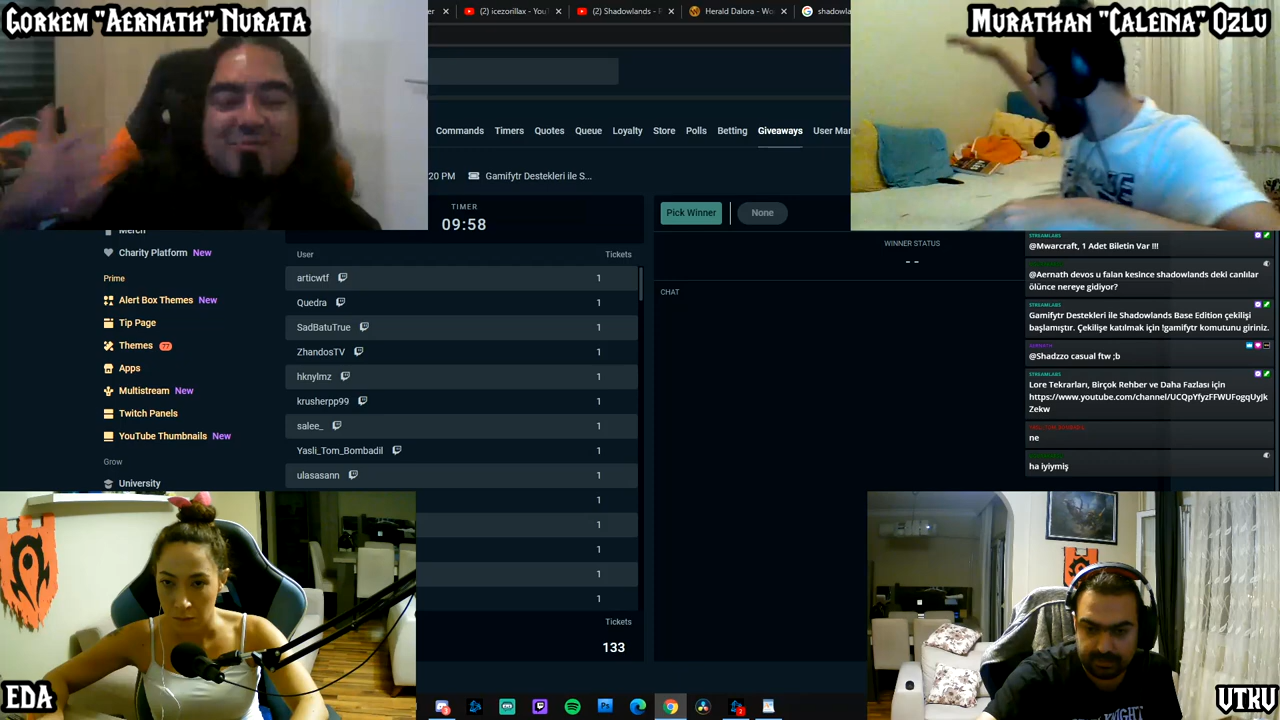 GORKEM "AERNATH" NURATA
MURATHAN "CALEINA" OZLU
(2) icezorillax - YouT
(2) Shadowlands - R
Herald Dalora - Wo
shadowla
Commands Timers Quotes Queue Loyalty Store Polls Betting Giveaways User Mar
20 PM Gamifytr Destekleri ile S...
TIMER
09:58
Pick Winner
None
WINNER STATUS
--
CHAT
Merch
Charity Platform New
Prime
Alert Box Themes New
Tip Page
Themes 77
Apps
Multistream New
Twitch Panels
YouTube Thumbnails New
Grow
University
User Tickets
articwtf 1
Quedra 1
SadBatuTrue 1
ZhandosTV 1
hknylmz 1
krusherpp99 1
salee_ 1
Yasli_Tom_Bombadil 1
ulasasann 1
1
1
1
1
1
Tickets
133
STREAMLABS
@Mwarcraft, 1 Adet Biletin Var !!!
@Aernath devos u falan kesince shadowlands deki canlılar
ölünce nereye gidiyor?
STREAMLABS
Gamifytr Destekleri ile Shadowlands Base Edition çekilişi
başlamıştır. Çekilişe katılmak için !gamifytr komutunu giriniz.
AERNATH
@Shadzzo casual ftw ;b
STREAMLABS
Lore Tekrarları, Birçok Rehber ve Daha Fazlası için
https://www.youtube.com/channel/UCQpYfyzFFWUFogqUyJk
Zekw
YASLI_TOM_BOMBADIL
ne
ha iyiymiş
EDA
UTKU